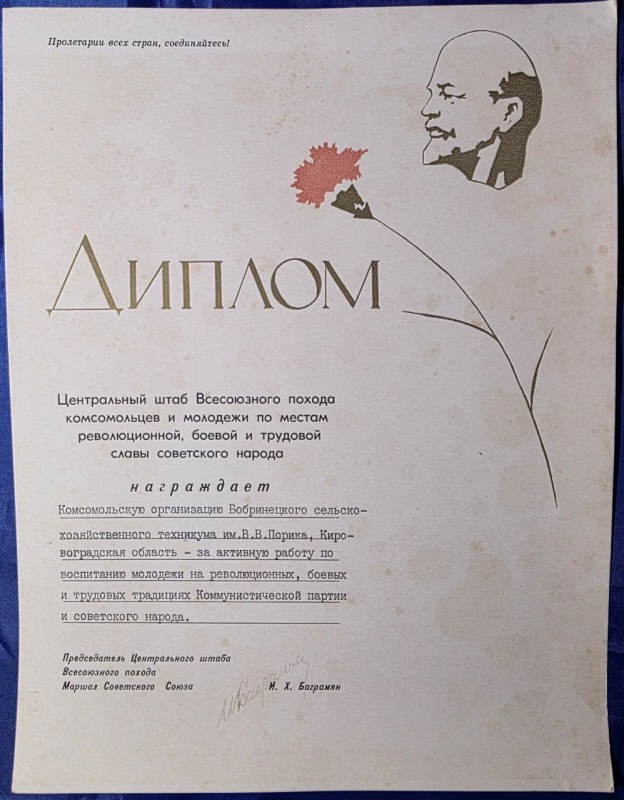 Пролетарии всех стран, соединяйтесь!
ДИПЛОМ
Центральный штаб Всесоюзного похода
комсомольцев и молодежи по местам
революционной, боевой и трудовой
славы советского народа
награждает
Комсомольскую организацию Бобринецкого сельско-
хозяйственного техникума им.В.В.Порика, Киро-
воградская область - за активную работу по
воспитанию молодежи на революционных, боевых
и трудовых традициях Коммунистической партии
и советского народа.
Председатель Центрального штаба
Всесоюзного похода
Маршал Советского Союза И. Х. Баграмян